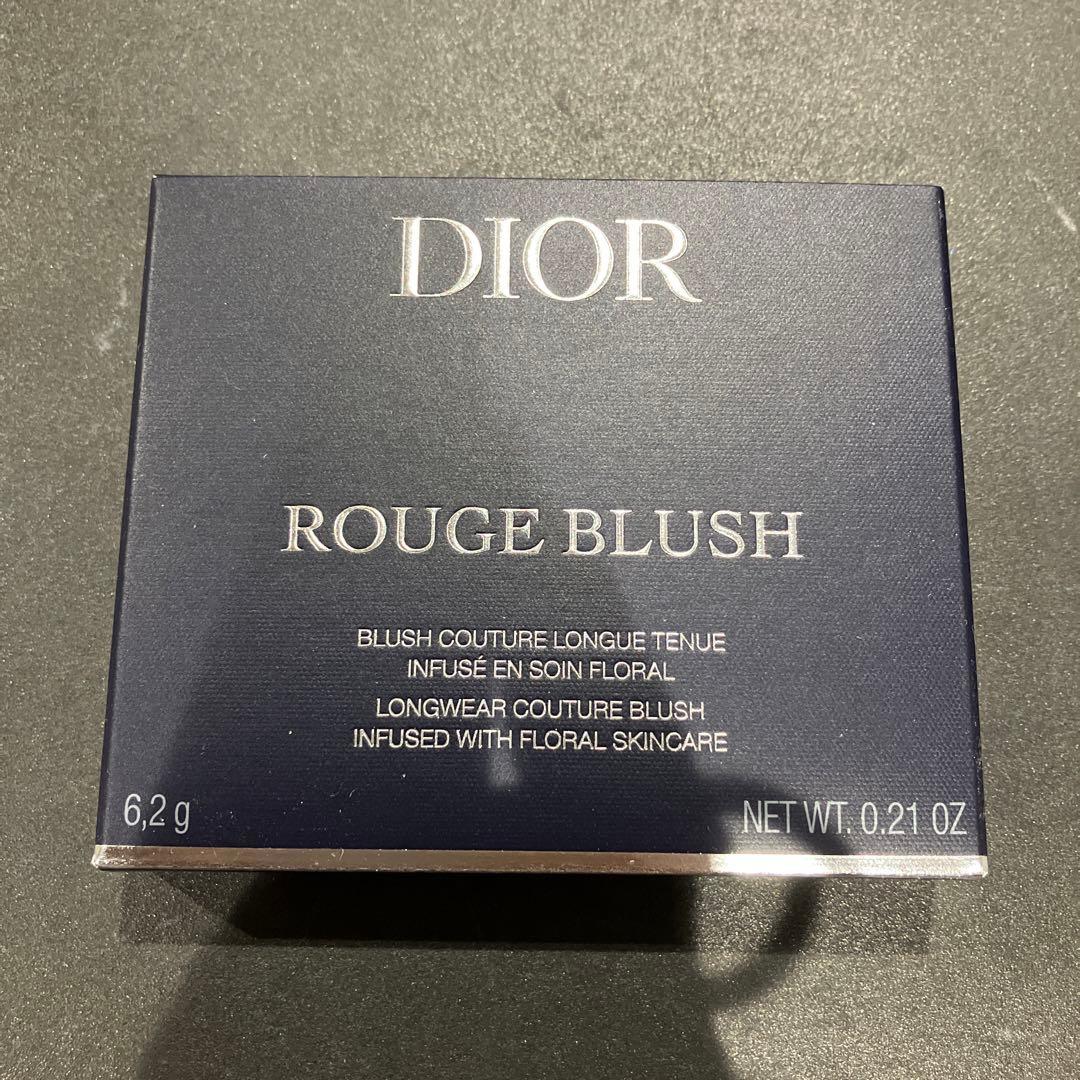 DIOR
ROUGE BLUSH
BLUSH COUTURE LONGUE TENUE
INFUSÉ EN SOIN FLORAL
LONGWEAR COUTURE BLUSH
INFUSED WITH FLORAL SKINCARE
6,2 g
NET WT. 0.21 OZ